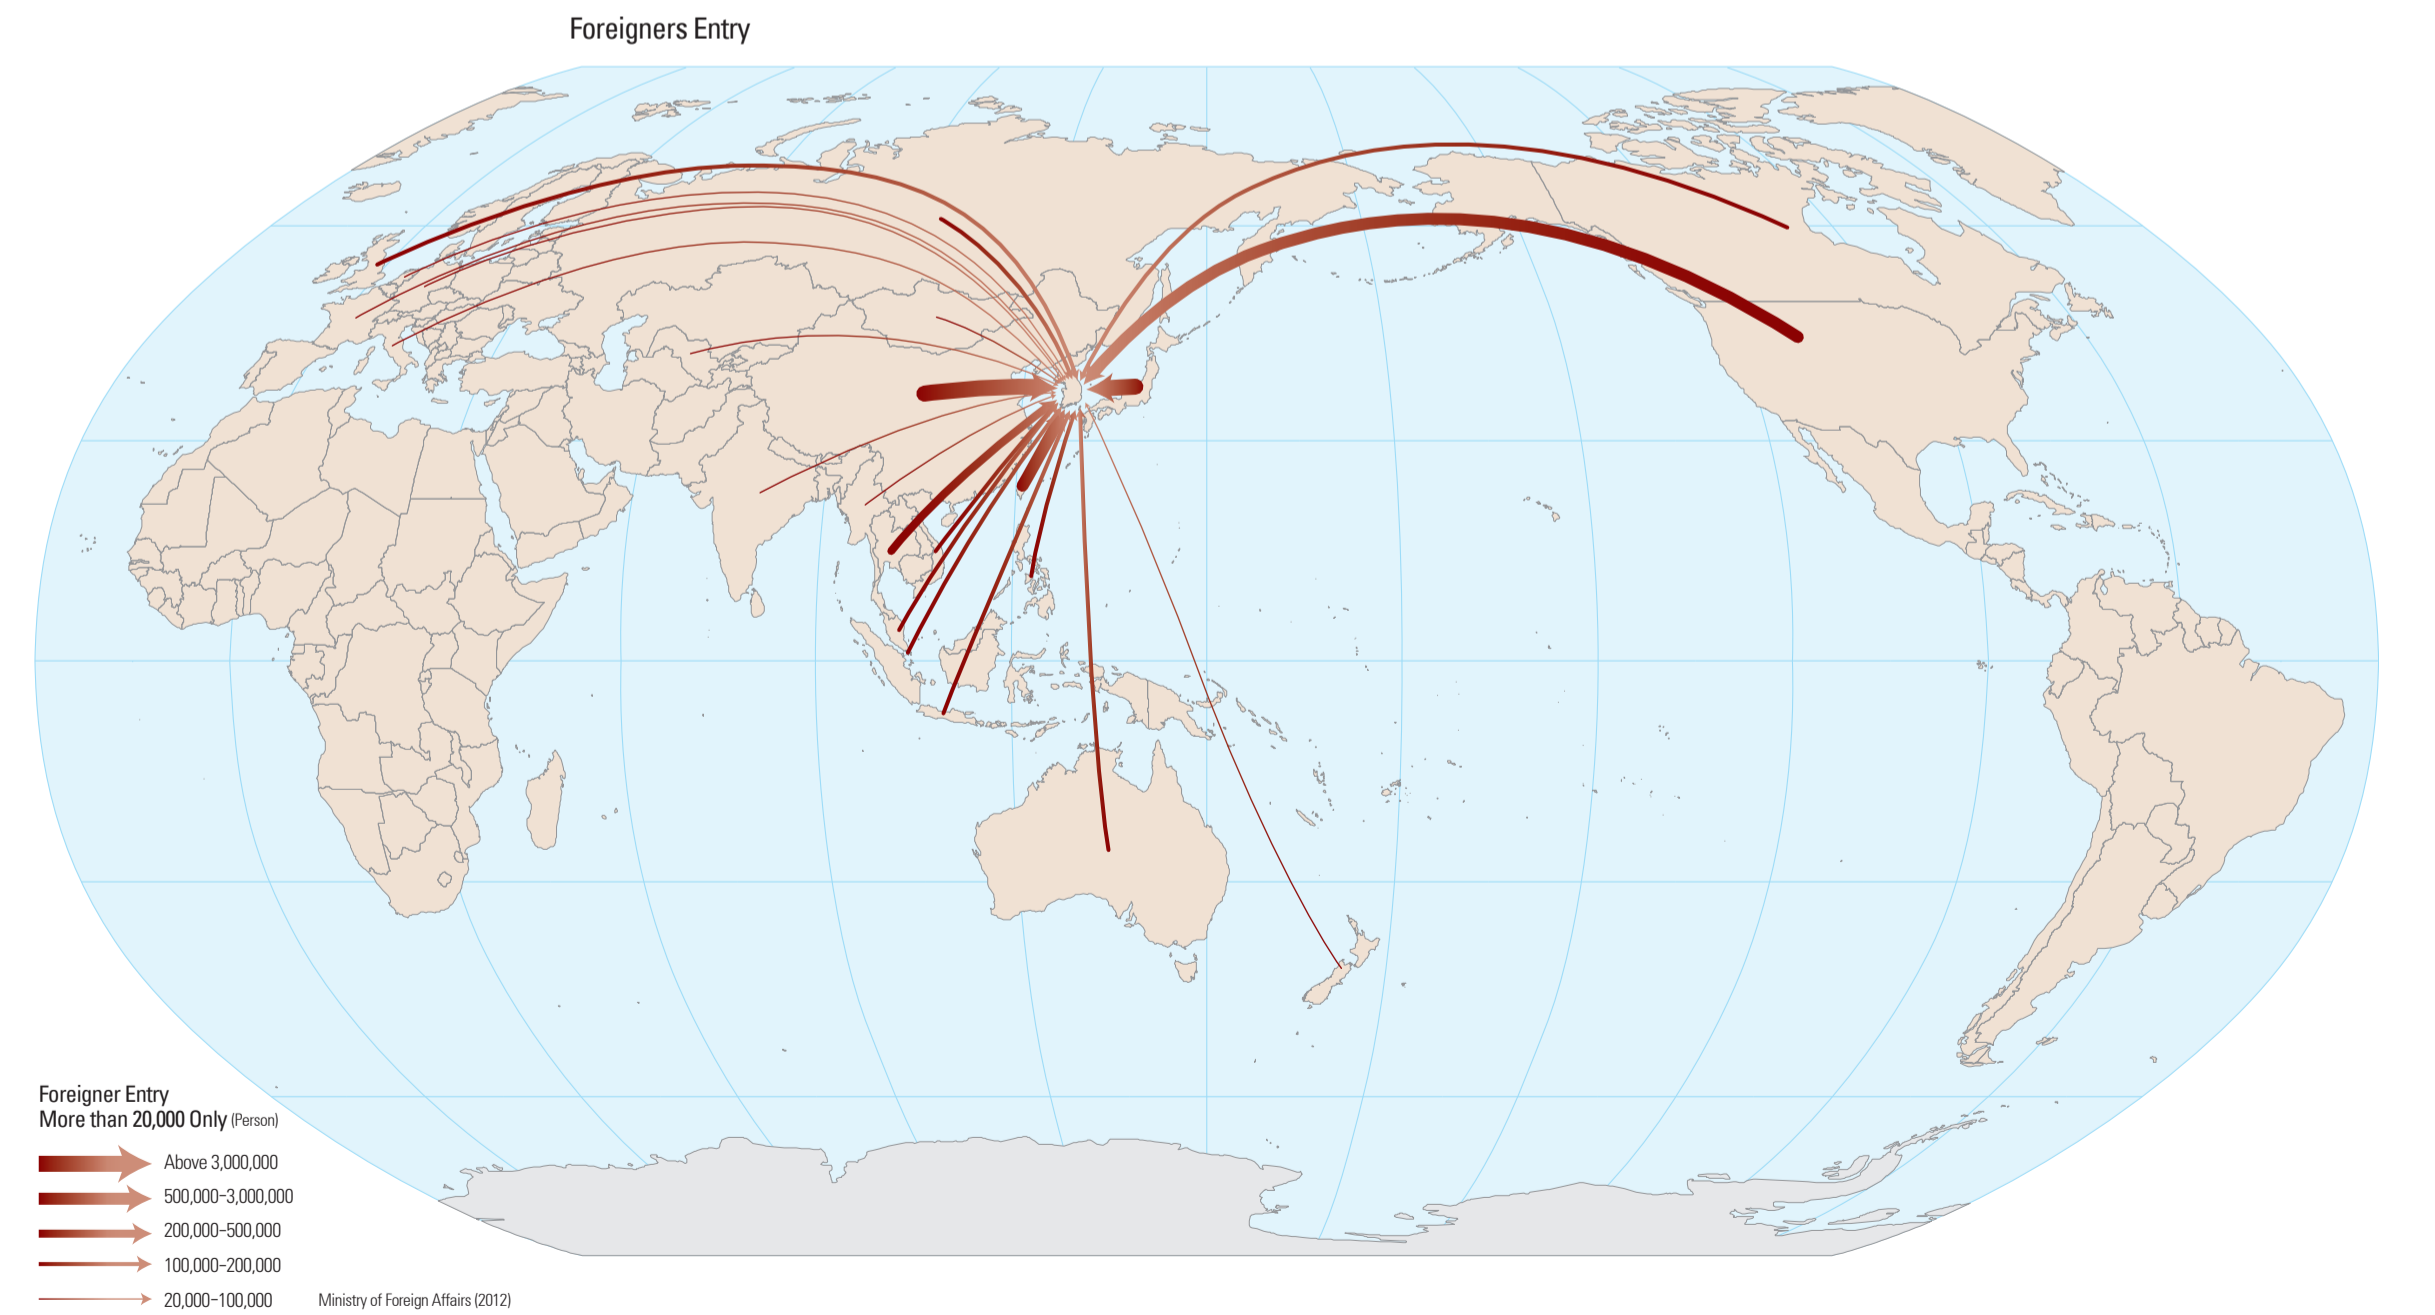 Foreigners Entry
Foreigner Entry
More than 20,000 Only (Person)
Above 3,000,000
500,000–3,000,000
200,000–500,000
100,000–200,000
20,000–100,000
Ministry of Foreign Affairs (2012)